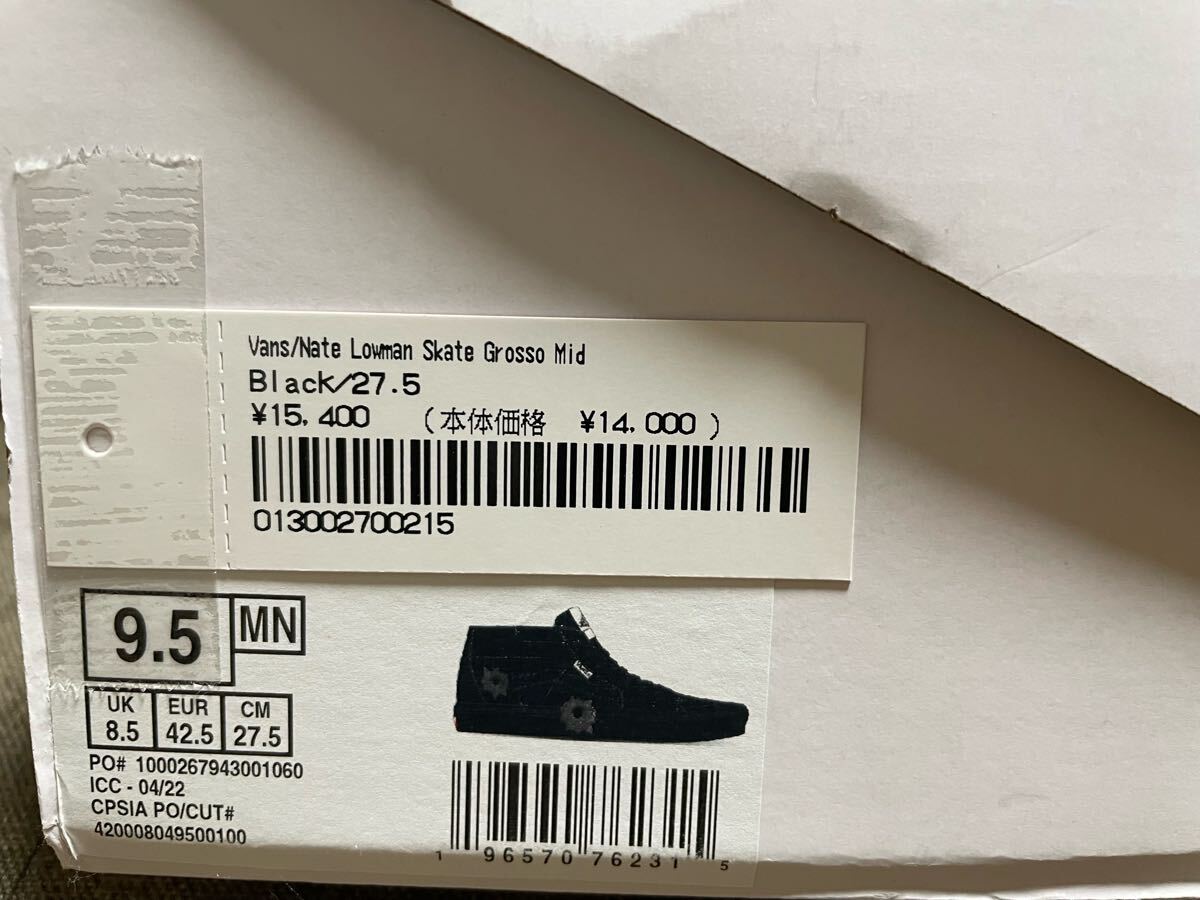 Vans/Nate Lowman Skate Grosso Mid
Black/27.5
¥15,400 (本体価格 ¥14,000)
013002700215
9.5 MN
UK EUR CM
8.5 42.5 27.5
PO# 1000267943001060
ICC - 04/22
CPSIA PO/CUT#
420008049500100
1 96570 76231 5